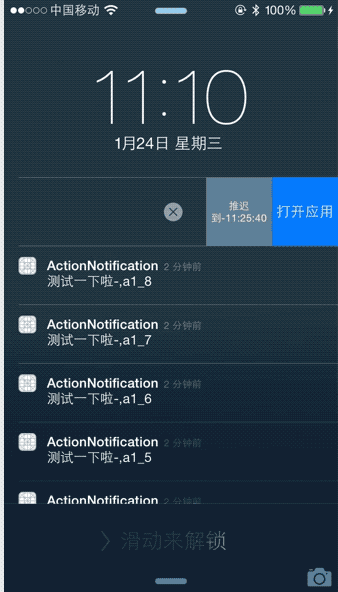 中国移动 100%
11:10
1月24日 星期三
推迟
到-11:25:40
打开应用
ActionNotification 2 分钟前
测试一下啦-,a1_8
ActionNotification 2 分钟前
测试一下啦-,a1_7
ActionNotification 2 分钟前
测试一下啦-,a1_6
ActionNotification 2 分钟前
测试一下啦-,a1_5
ActionNotification 2 分钟前
滑动来解锁